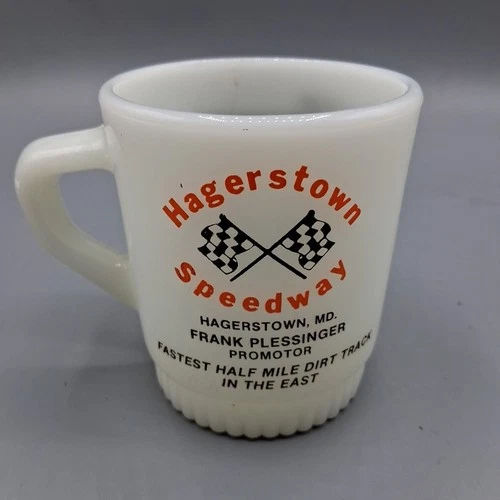 Hagerstown
Speedway
HAGERSTOWN, MD.
FRANK PLESSINGER
PROMOTOR
FASTEST HALF MILE DIRT TRACK
IN THE EAST